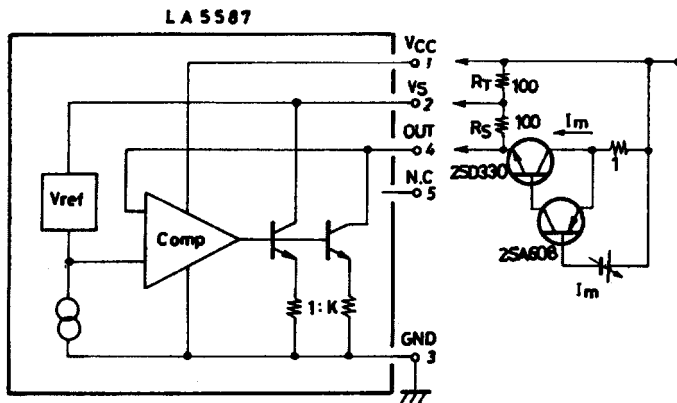 LA5587
VCC
1
RT 100
VS
2
RS 100
Im
OUT
4
2SD330
1
N.C
5
Vref
Comp
2SA608
1:K
Im
GND
3